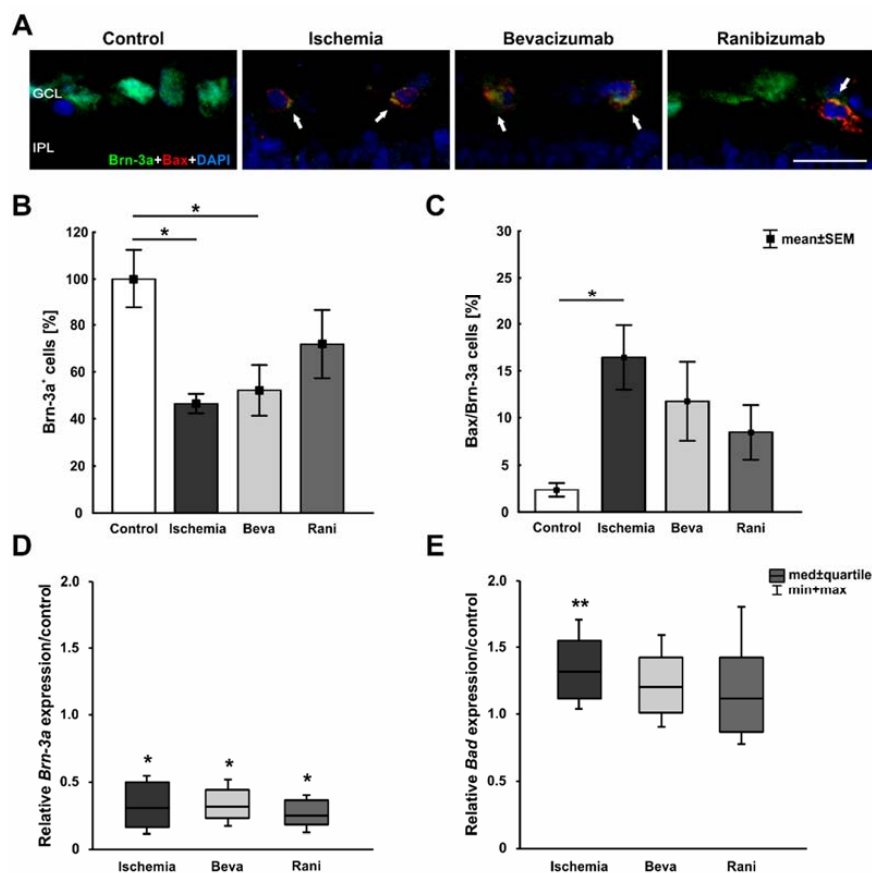 A
Control
Ischemia
Bevacizumab
Ranibizumab
GCL
IPL
Brn-3a+Bax+DAPI
B
*
*
120
100
80
60
40
20
0
Brn-3a+ cells [%]
Control
Ischemia
Beva
Rani
C
mean±SEM
*
30
25
20
15
10
5
0
Bax/Brn-3a cells [%]
Control
Ischemia
Beva
Rani
D
2.0
1.5
1.0
0.5
0
Relative Brn-3a expression/control
*
*
*
Ischemia
Beva
Rani
E
med±quartile
min+max
**
2.0
1.5
1.0
0.5
0
Relative Bad expression/control
Ischemia
Beva
Rani